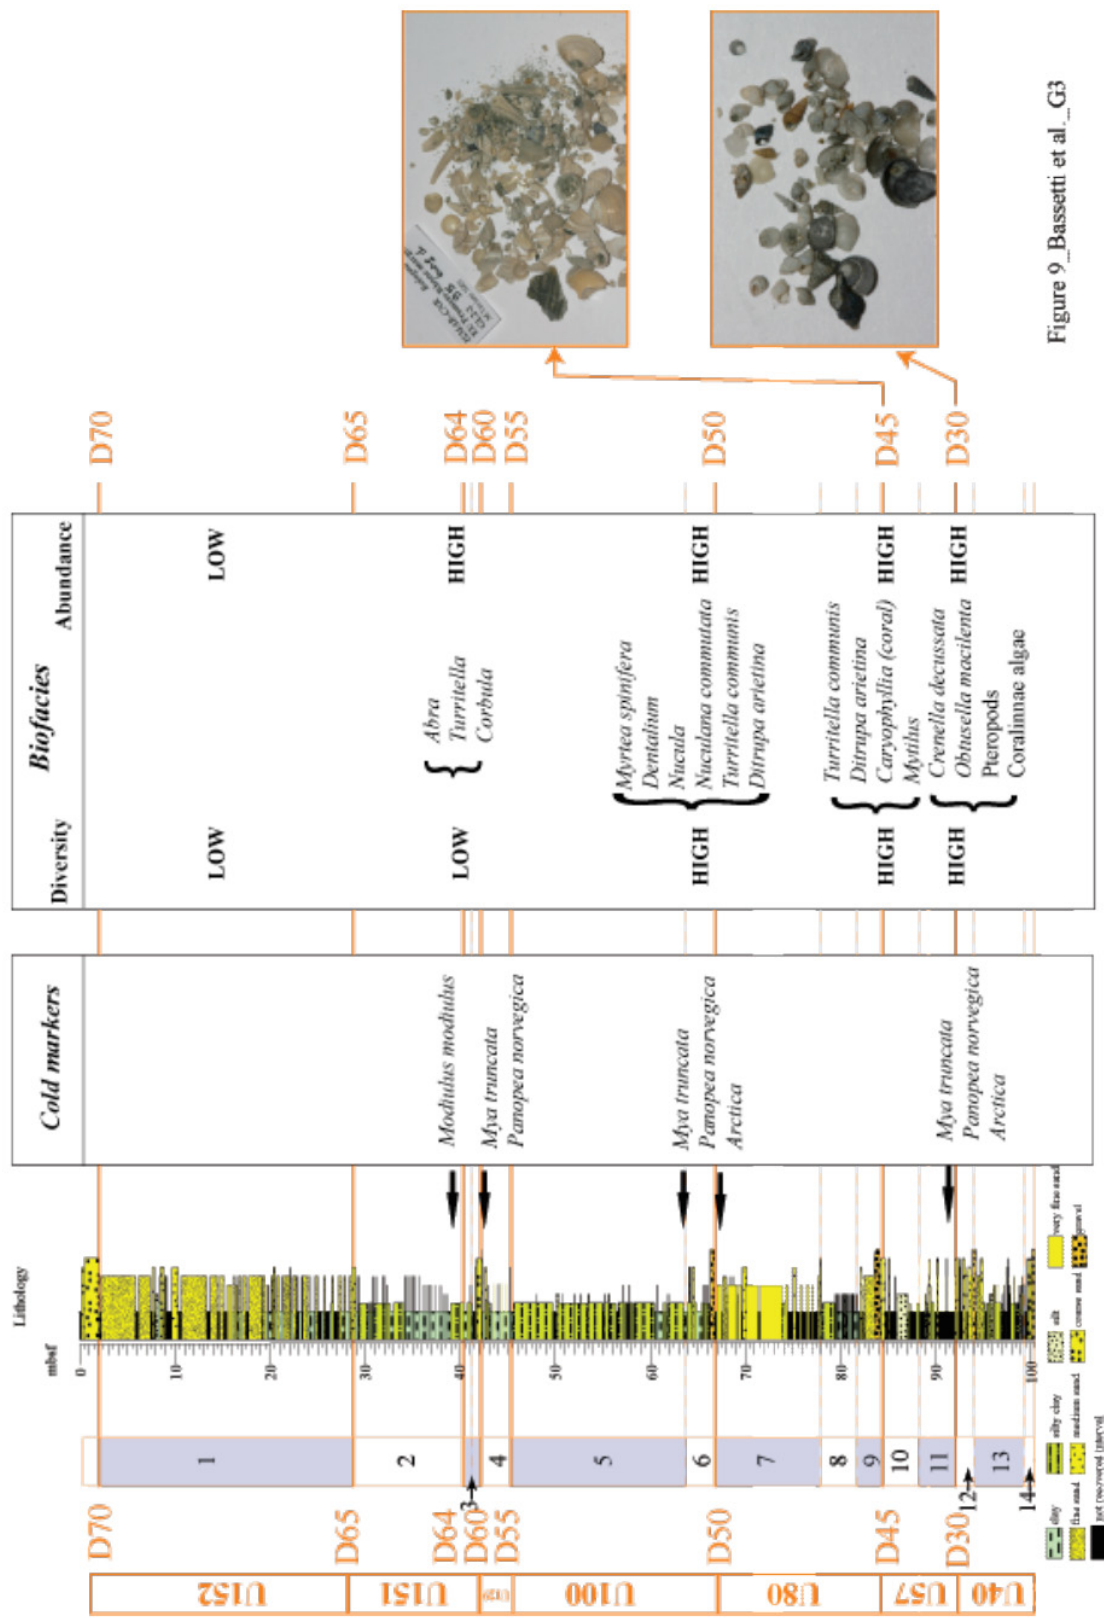 Lithology
mbsf
Cold markers
Biofacies
Diversity
Abundance
0
10
20
30
40
50
60
70
80
90
100
U152
U151
U100
U80
U57
U40
D70
D65
D64
D60
D55
D50
D45
D30
1
2
3
4
5
6
7
8
9
10
11
12
13
14
Modiulus modiulus
Mya truncata
Panopea norvegica
Mya truncata
Panopea norvegica
Arctica
Mya truncata
Panopea norvegica
Arctica
LOW
LOW
LOW
HIGH
Abra
Turritella
Corbula
HIGH
HIGH
Myrtea spinifera
Dentalium
Nucula
Nuculana commutata
Turritella communis
Ditrupa arietina
HIGH
HIGH
Turritella communis
Ditrupa arietina
Caryophyllia (coral)
Mytilus
HIGH
HIGH
Crenella decussata
Obtusella macilenta
Pteropods
Coralinnae algae
D70
D65
D64
D60
D55
D50
D45
D30
clay
silty clay
silt
very fine sand
fine sand
medium sand
coarse sand
gravel
not recovered interval
Figure 9_Bassetti et al._G3